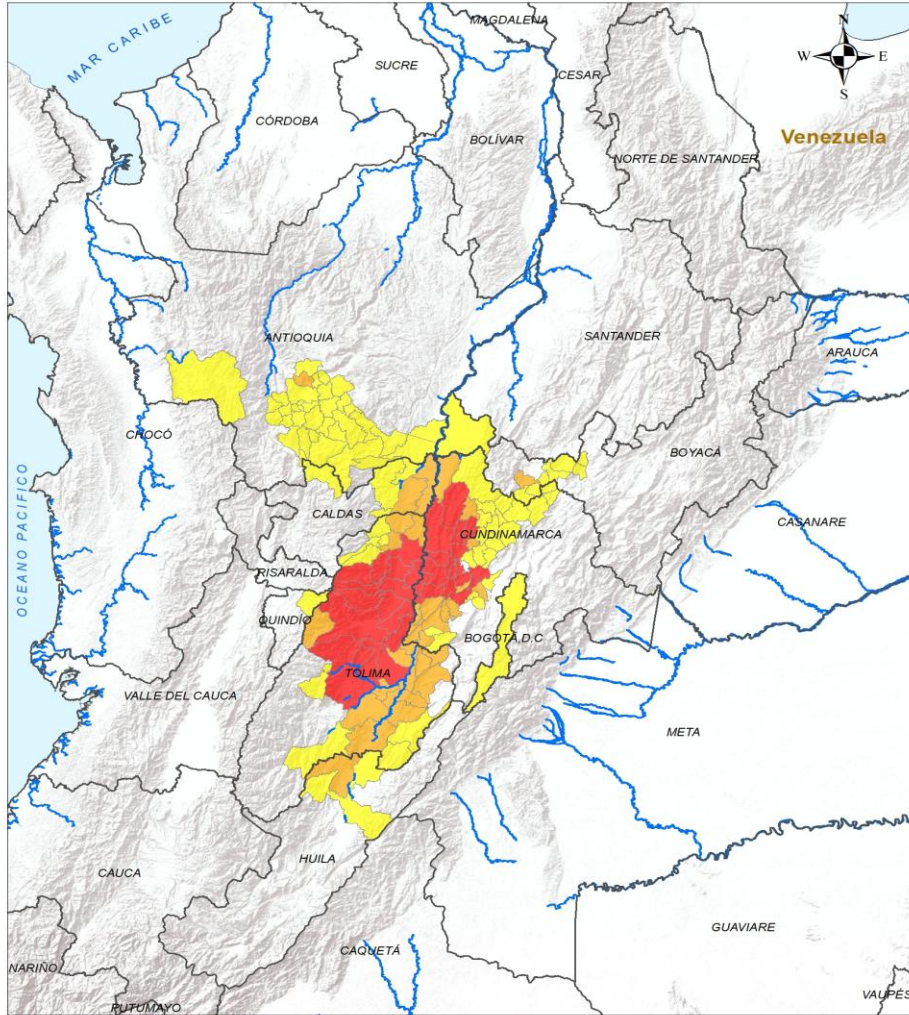 MAGDALENA
MAR CARIBE
SUCRE
CESAR
N
W
E
S
CÓRDOBA
BOLÍVAR
Venezuela
NORTE DE SANTANDER
ANTIOQUIA
SANTANDER
ARAUCA
CHOCÓ
BOYACÁ
OCEANO PACIFICO
CALDAS
CUNDINAMARCA
CASANARE
RISARALDA
QUINDÍO
BOGOTÁ, D.C
TOLIMA
VALLE DEL CAUCA
META
HUILA
CAUCA
GUAVIARE
CAQUETÁ
NARIÑO
PUTUMAYO
VAUPÉS